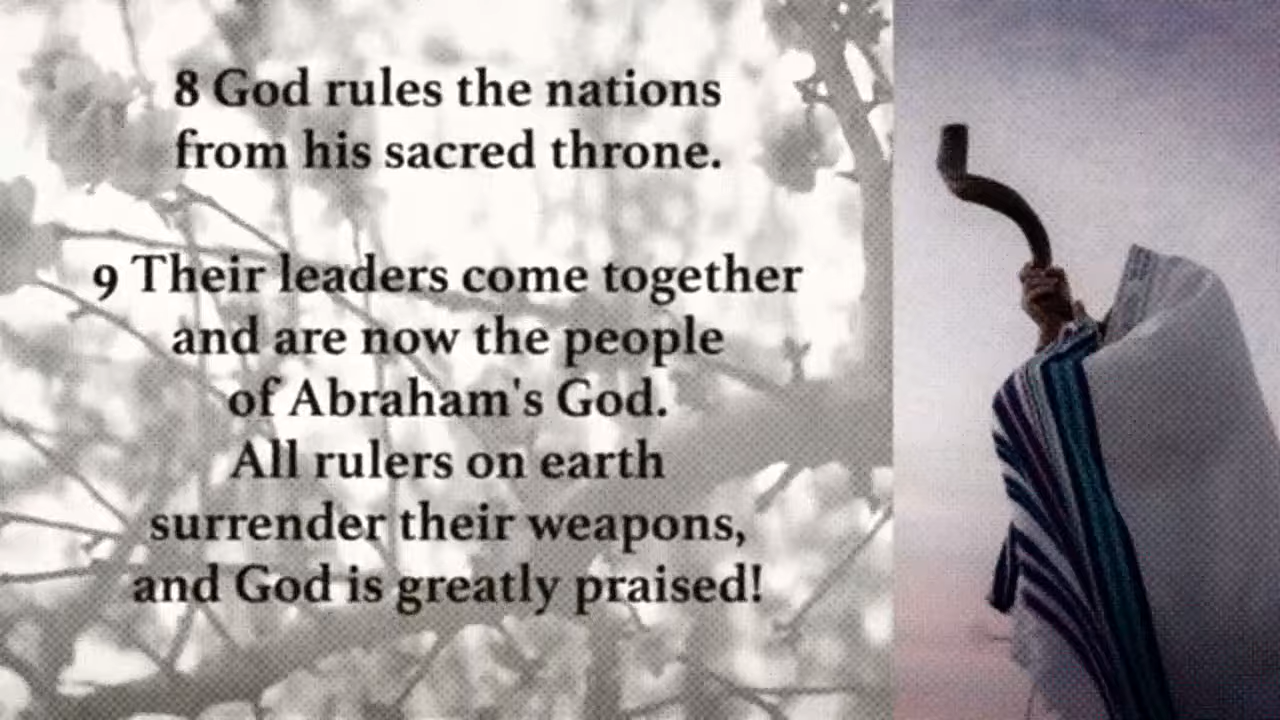 8 God rules the nations
from his sacred throne.
9 Their leaders come together
and are now the people
of Abraham's God.
All rulers on earth
surrender their weapons,
and God is greatly praised!